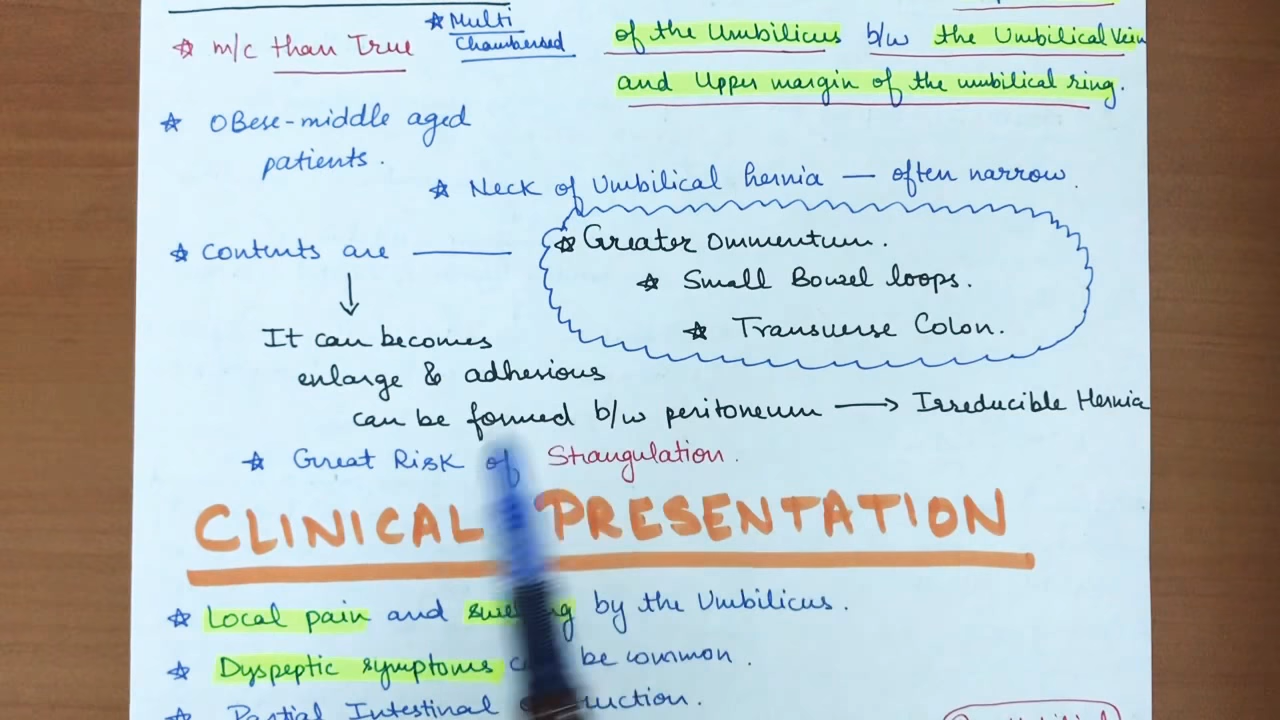 ☆ m/c than True
☆ Multi
Chambered
of the Umbilicus b/w the Umbilical Vein
and Upper margin of the umbilical ring.
☆ OBese-middle aged
patients.
☆ Neck of Umbilical hernia — often narrow.
☆ Contents are —
☆ Greater Ommentum.
☆ Small Bowel loops.
☆ Transverse Colon.
↓
It can becomes
enlarge & adhesions
can be formed b/w peritoneum → Irreducible Hernia
☆ Great Risk of Strangulation.
CLINICAL PRESENTATION
☆ Local pain and by the Umbilicus.
☆ Dyspeptic symptoms be common.
☆ Partial Intestinal